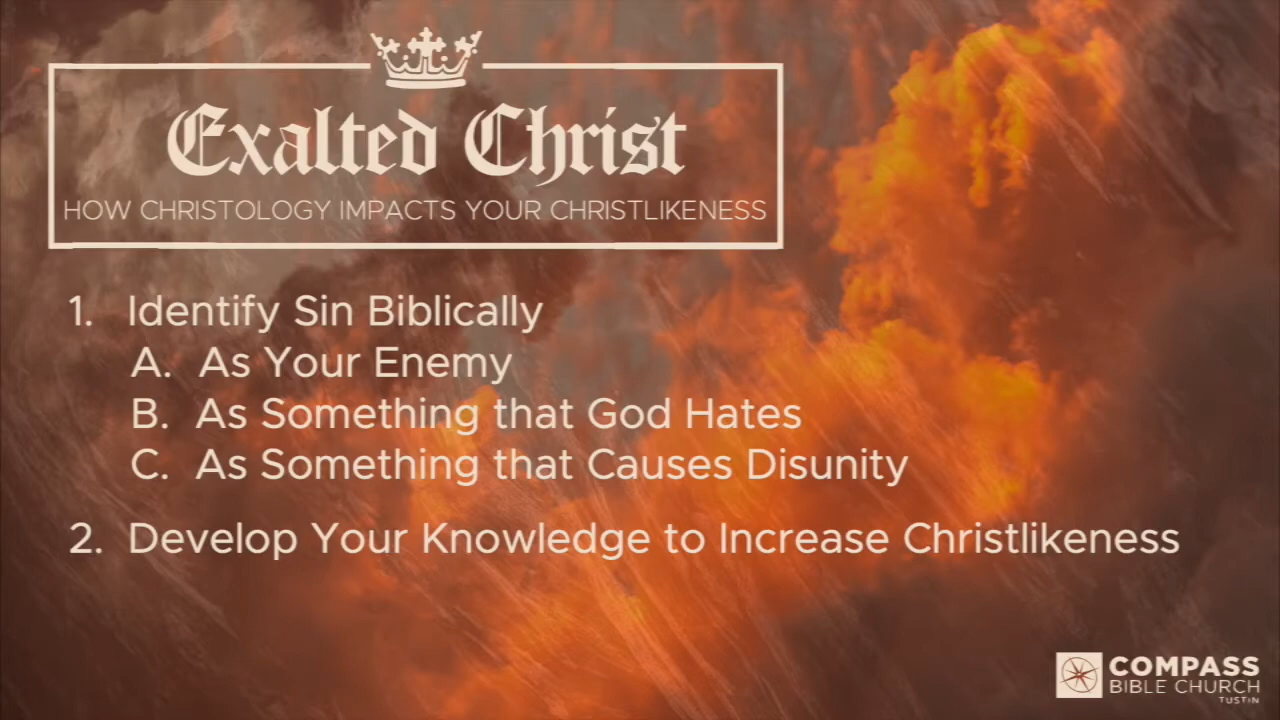 Exalted Christ
HOW CHRISTOLOGY IMPACTS YOUR CHRISTLIKENESS
1. Identify Sin Biblically
A. As Your Enemy
B. As Something that God Hates
C. As Something that Causes Disunity
2. Develop Your Knowledge to Increase Christlikeness
COMPASS
BIBLE CHURCH
TUSTIN